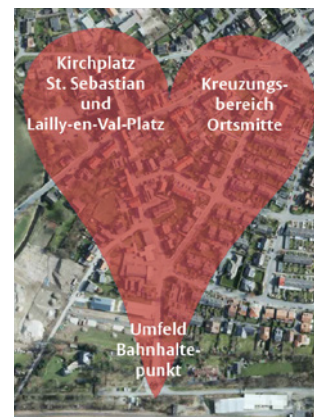 Kirchplatz
St. Sebastian
und
Lailly-en-Val-Platz
Kreuzungs-
bereich
Ortsmitte
Umfeld
Bahnhalte-
punkt